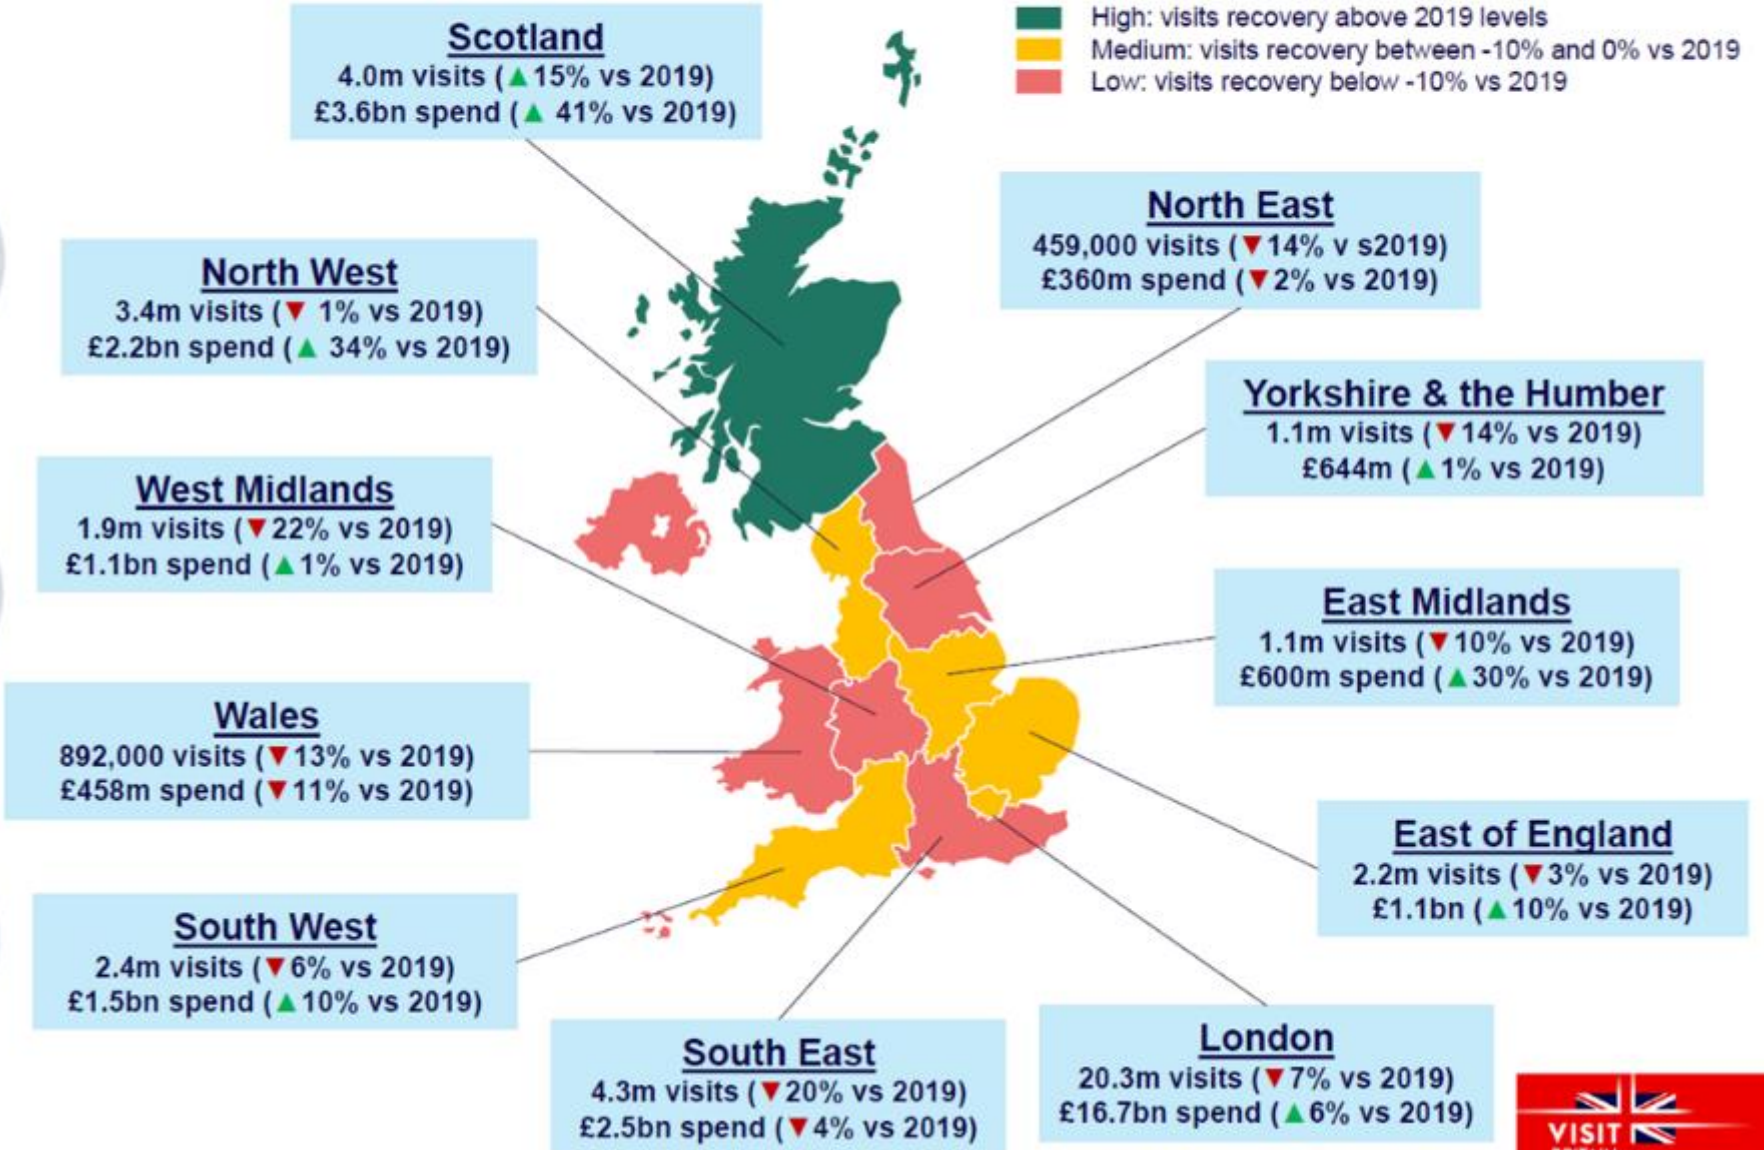 High: visits recovery above 2019 levels
Medium: visits recovery between -10% and 0% vs 2019
Low: visits recovery below -10% vs 2019
Scotland
4.0m visits (▲15% vs 2019)
£3.6bn spend (▲ 41% vs 2019)
North East
459,000 visits (▼14% v s2019)
£360m spend (▼2% vs 2019)
North West
3.4m visits (▼ 1% vs 2019)
£2.2bn spend (▲ 34% vs 2019)
Yorkshire & the Humber
1.1m visits (▼14% vs 2019)
£644m (▲1% vs 2019)
West Midlands
1.9m visits (▼22% vs 2019)
£1.1bn spend (▲1% vs 2019)
East Midlands
1.1m visits (▼10% vs 2019)
£600m spend (▲30% vs 2019)
Wales
892,000 visits (▼13% vs 2019)
£458m spend (▼11% vs 2019)
East of England
2.2m visits (▼3% vs 2019)
£1.1bn (▲10% vs 2019)
South West
2.4m visits (▼6% vs 2019)
£1.5bn spend (▲10% vs 2019)
South East
4.3m visits (▼20% vs 2019)
£2.5bn spend (▼4% vs 2019)
London
20.3m visits (▼7% vs 2019)
£16.7bn spend (▲6% vs 2019)
VISIT